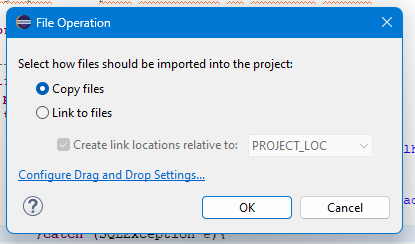 File Operation
Select how files should be imported into the project:
Copy files
Link to files
Create link locations relative to: PROJECT_LOC
Configure Drag and Drop Settings...
OK Cancel
}catch (SQLException e){